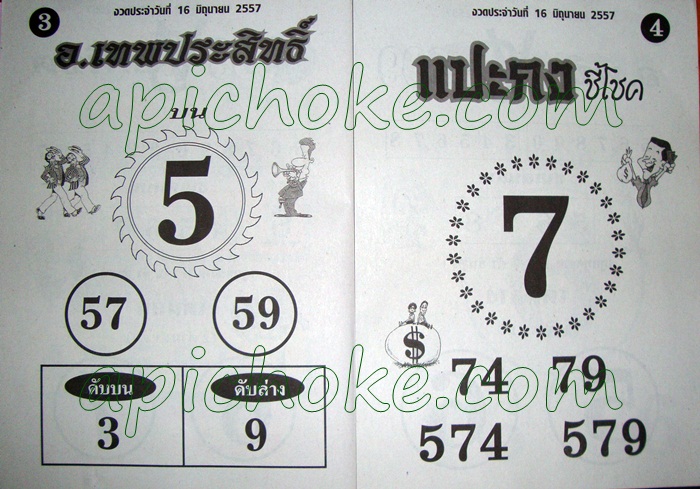 3
งวดประจำวันที่ 16 มิถุนายน 2557
อ.เทพประสิทธิ์
บน
5
57 59
ดับบน ดับล่าง
3 9
งวดประจำวันที่ 16 มิถุนายน 2557
4
แปะกง ชี้โชค
7
$
74 79
574 579
apichoke.com
apichoke.com
apichoke.com
apichoke.com